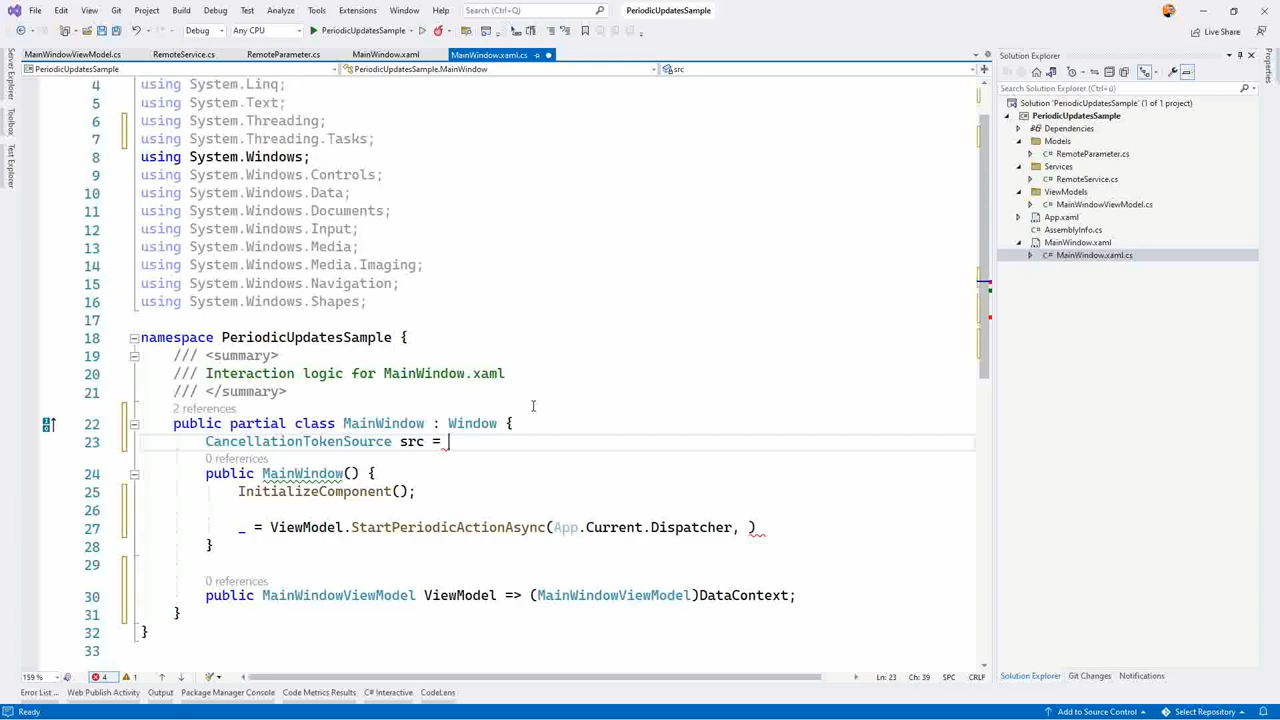 File Edit View Git Project Build Debug Test Analyze Tools Extensions Window Help Search (Ctrl+Q) PeriodicUpdatesSample
Debug Any CPU PeriodicUpdatesSample Live Share
MainWindowViewModel.cs RemoteService.cs RemoteParameter.cs MainWindow.xaml MainWindow.xaml.cs
PeriodicUpdatesSample PeriodicUpdatesSample.MainWindow src
Server Explorer
Toolbox
Test Explorer
4 using System.Linq;
5 using System.Text;
6 using System.Threading;
7 using System.Threading.Tasks;
8 using System.Windows;
9 using System.Windows.Controls;
10 using System.Windows.Data;
11 using System.Windows.Documents;
12 using System.Windows.Input;
13 using System.Windows.Media;
14 using System.Windows.Media.Imaging;
15 using System.Windows.Navigation;
16 using System.Windows.Shapes;
17
18 namespace PeriodicUpdatesSample {
19 /// <summary>
20 /// Interaction logic for MainWindow.xaml
21 /// </summary>
2 references
22 public partial class MainWindow : Window {
23 CancellationTokenSource src =
0 references
24 public MainWindow() {
25 InitializeComponent();
26
27 _ = ViewModel.StartPeriodicActionAsync(App.Current.Dispatcher, )
28 }
29
0 references
30 public MainWindowViewModel ViewModel => (MainWindowViewModel)DataContext;
31 }
32 }
33
159 % 4 1 Ln: 23 Ch: 39 SPC CRLF
Error List ... Web Publish Activity Output Package Manager Console Code Metrics Results C# Interactive CodeLens
Solution Explorer
Search Solution Explorer (Ctrl+ü)
Solution 'PeriodicUpdatesSample' (1 of 1 project)
PeriodicUpdatesSample
Dependencies
Models
C# RemoteParameter.cs
Services
C# RemoteService.cs
ViewModels
C# MainWindowViewModel.cs
App.xaml
C# AssemblyInfo.cs
MainWindow.xaml
C# MainWindow.xaml.cs
Solution Explorer Git Changes Notifications
Properties
Ready Add to Source Control Select Repository